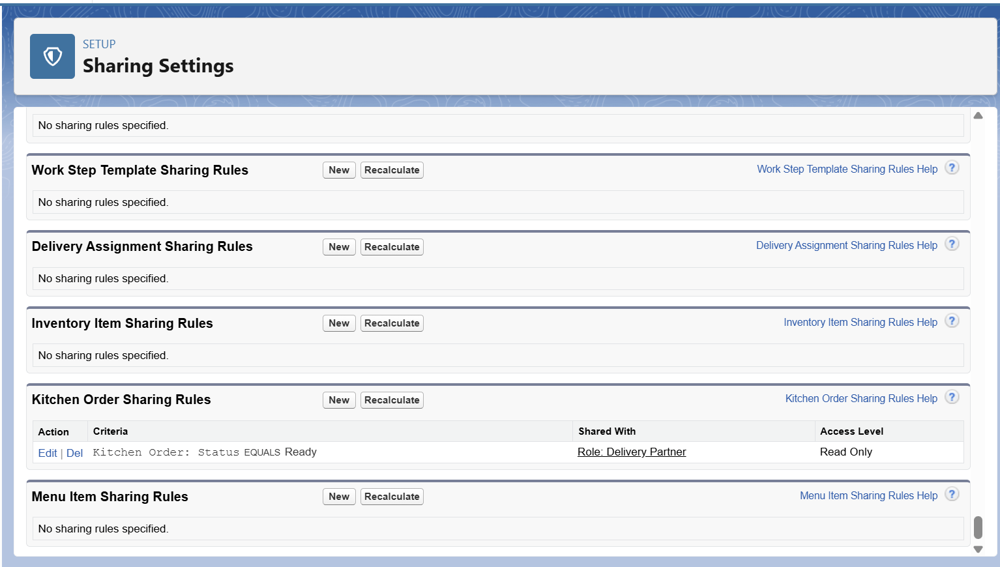 SETUP
Sharing Settings
No sharing rules specified.
Work Step Template Sharing Rules New Recalculate Work Step Template Sharing Rules Help ?
No sharing rules specified.
Delivery Assignment Sharing Rules New Recalculate Delivery Assignment Sharing Rules Help ?
No sharing rules specified.
Inventory Item Sharing Rules New Recalculate Inventory Item Sharing Rules Help ?
No sharing rules specified.
Kitchen Order Sharing Rules New Recalculate Kitchen Order Sharing Rules Help ?
Action Criteria Shared With Access Level
Edit | Del Kitchen Order: Status EQUALS Ready Role: Delivery Partner Read Only
Menu Item Sharing Rules New Recalculate Menu Item Sharing Rules Help ?
No sharing rules specified.